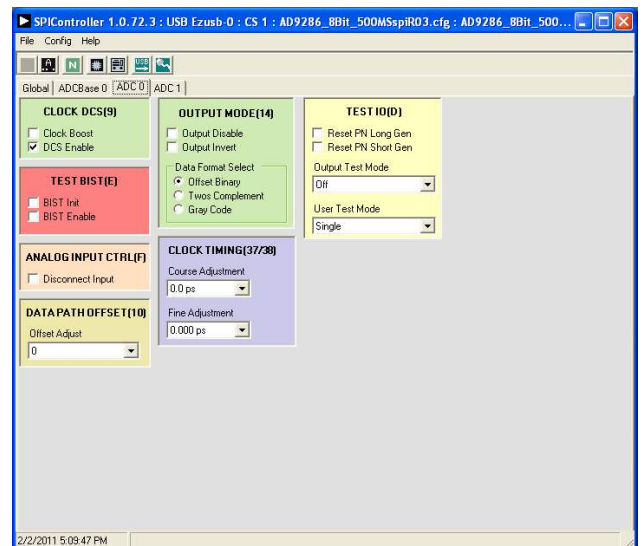 SPIController 1.0.72.3 : USB Ezusb-0 : CS 1 : AD9286_8Bit_500MSspiR03.cfg : AD9286_8Bit_500...
File Config Help
N USB
Global ADCBase 0 ADC 0 ADC 1
CLOCK DCS(9)
Clock Boost
DCS Enable
TEST BIST(E)
BIST Init
BIST Enable
ANALOG INPUT CTRL(F)
Disconnect Input
DATA PATH OFFSET(10)
Offset Adjust
0
OUTPUT MODE(14)
Output Disable
Output Invert
Data Format Select
Offset Binary
Twos Complement
Gray Code
CLOCK TIMING(37/38)
Course Adjustment
0.0 ps
Fine Adjustment
0.000 ps
TEST IO(D)
Reset PN Long Gen
Reset PN Short Gen
Output Test Mode
Off
User Test Mode
Single
2/2/2011 5:09:47 PM